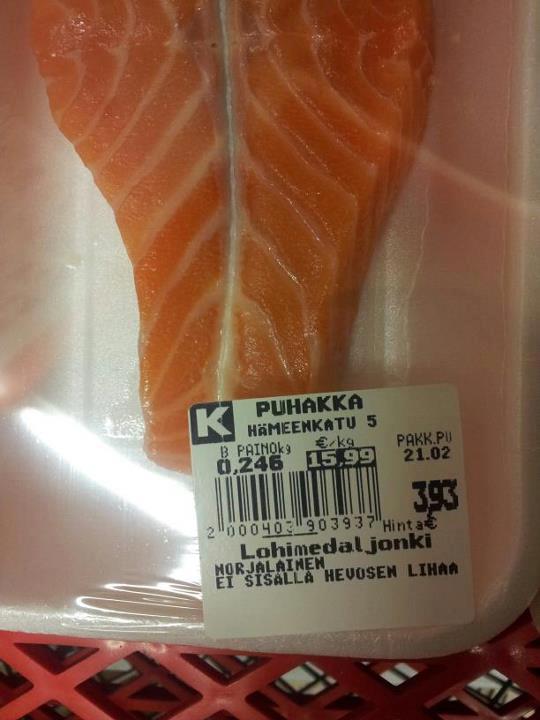 K PUHAKKA
HÄMEENKATU 5
B PAINOkg €/kg PAKK.PV
0,246 15.99 21.02
3,93
2 000403 903937 Hinta€
Lohimedaljonki
NORJALAINEN
EI SISÄLLÄ HEVOSEN LIHAA